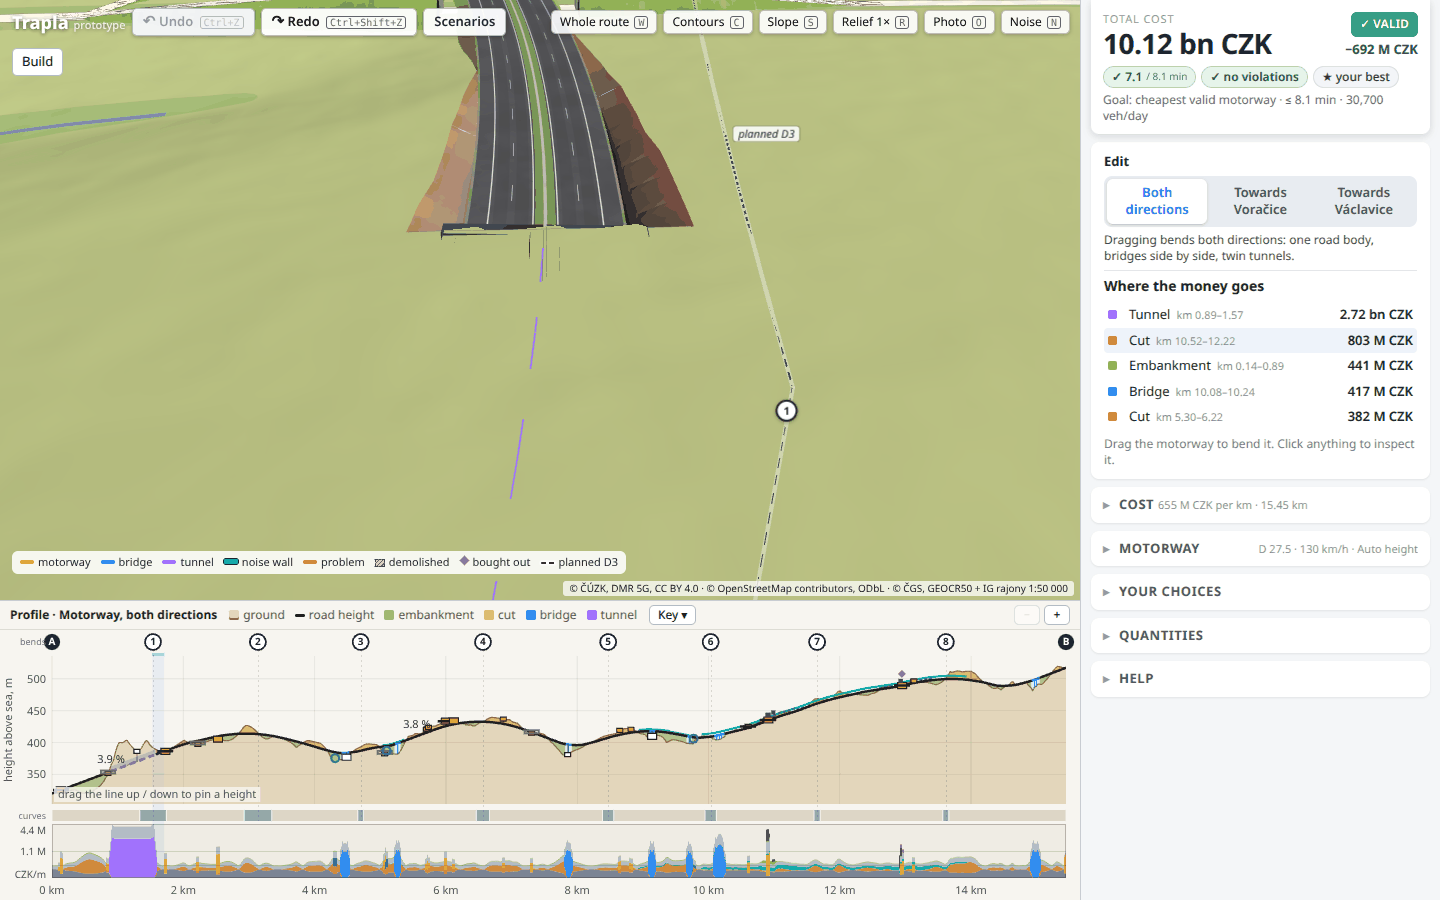 Trapla prototype
Undo Ctrl+Z
Redo Ctrl+Shift+Z
Scenarios
Whole route W
Contours C
Slope S
Relief 1× R
Photo O
Noise N
Build
planned D3
1
motorway bridge tunnel noise wall problem demolished bought out planned D3
© ČÚZK, DMR 5G, CC BY 4.0 · © OpenStreetMap contributors, ODbL · © ČGS, GEOCR50 + IG rajony 1:50 000
TOTAL COST
✓ VALID
10.12 bn CZK
−692 M CZK
✓ 7.1 / 8.1 min
✓ no violations
★ your best
Goal: cheapest valid motorway · ≤ 8.1 min · 30,700
veh/day
Edit
Both
directions
Towards
Voračice
Towards
Václavice
Dragging bends both directions: one road body,
bridges side by side, twin tunnels.
Where the money goes
Tunnel km 0.89–1.57 2.72 bn CZK
Cut km 10.52–12.22 803 M CZK
Embankment km 0.14–0.89 441 M CZK
Bridge km 10.08–10.24 417 M CZK
Cut km 5.30–6.22 382 M CZK
Drag the motorway to bend it. Click anything to inspect
it.
COST 655 M CZK per km · 15.45 km
MOTORWAY D 27.5 · 130 km/h · Auto height
YOUR CHOICES
QUANTITIES
HELP
Profile · Motorway, both directions ground road height embankment cut bridge tunnel Key ▾ − +
bends A 1 2 3 4 5 6 7 8 B
height above sea, m
500
450
400
350
3.9 %
3.8 %
drag the line up / down to pin a height
curves
4.4 M
1.1 M
CZK/m
0 km 2 km 4 km 6 km 8 km 10 km 12 km 14 km